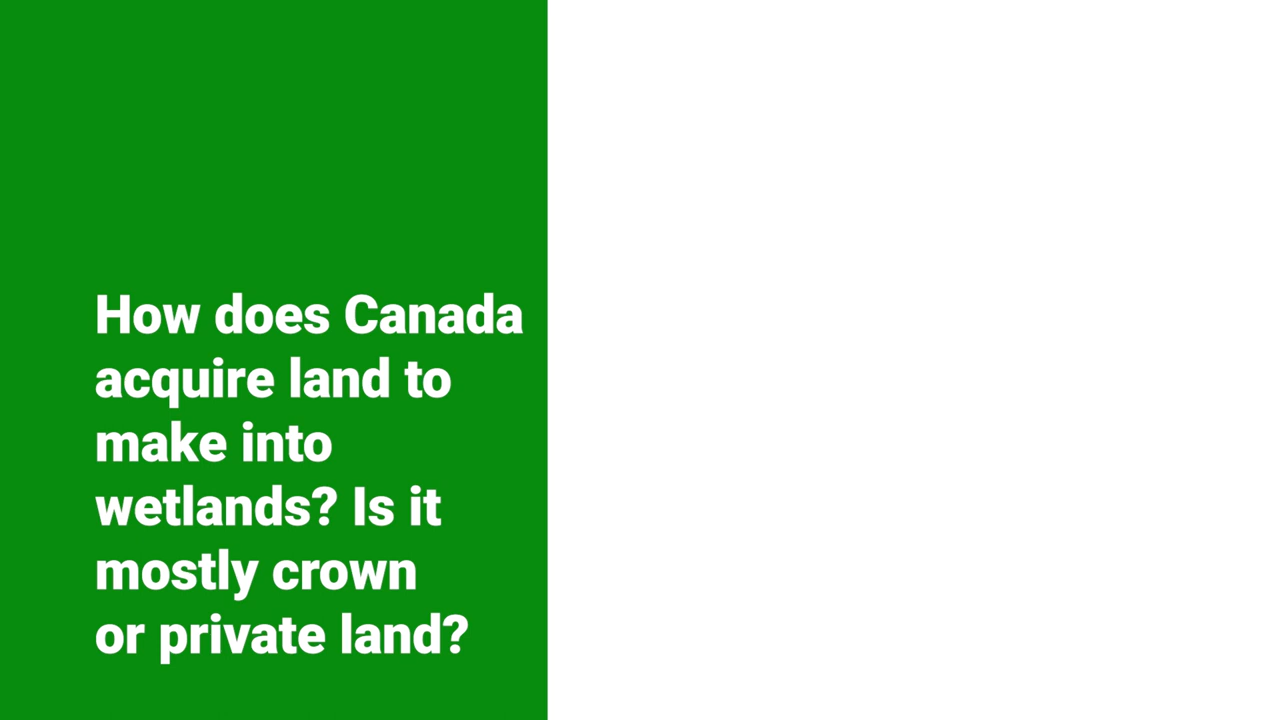 How does Canada
acquire land to
make into
wetlands? Is it
mostly crown
or private land?